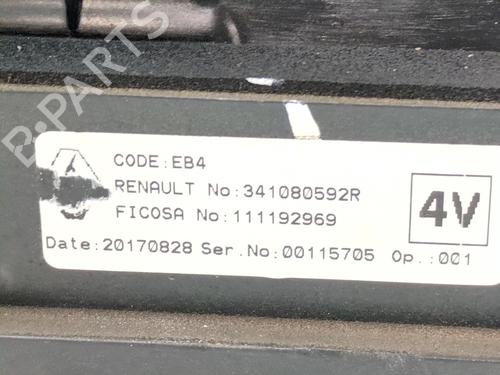 B-PARTS
CODE:EB4
RENAULT No:341080592R
FICOSA No:111192969
4V
Date:20170828 Ser.No:00115705 Op.:001